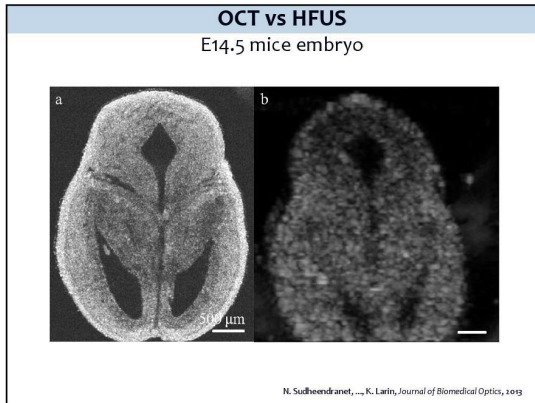 OCT vs HFUS
E14.5 mice embryo
a
b
500 μm
N. Sudheendranet, ..., K. Larin, Journal of Biomedical Optics, 2013